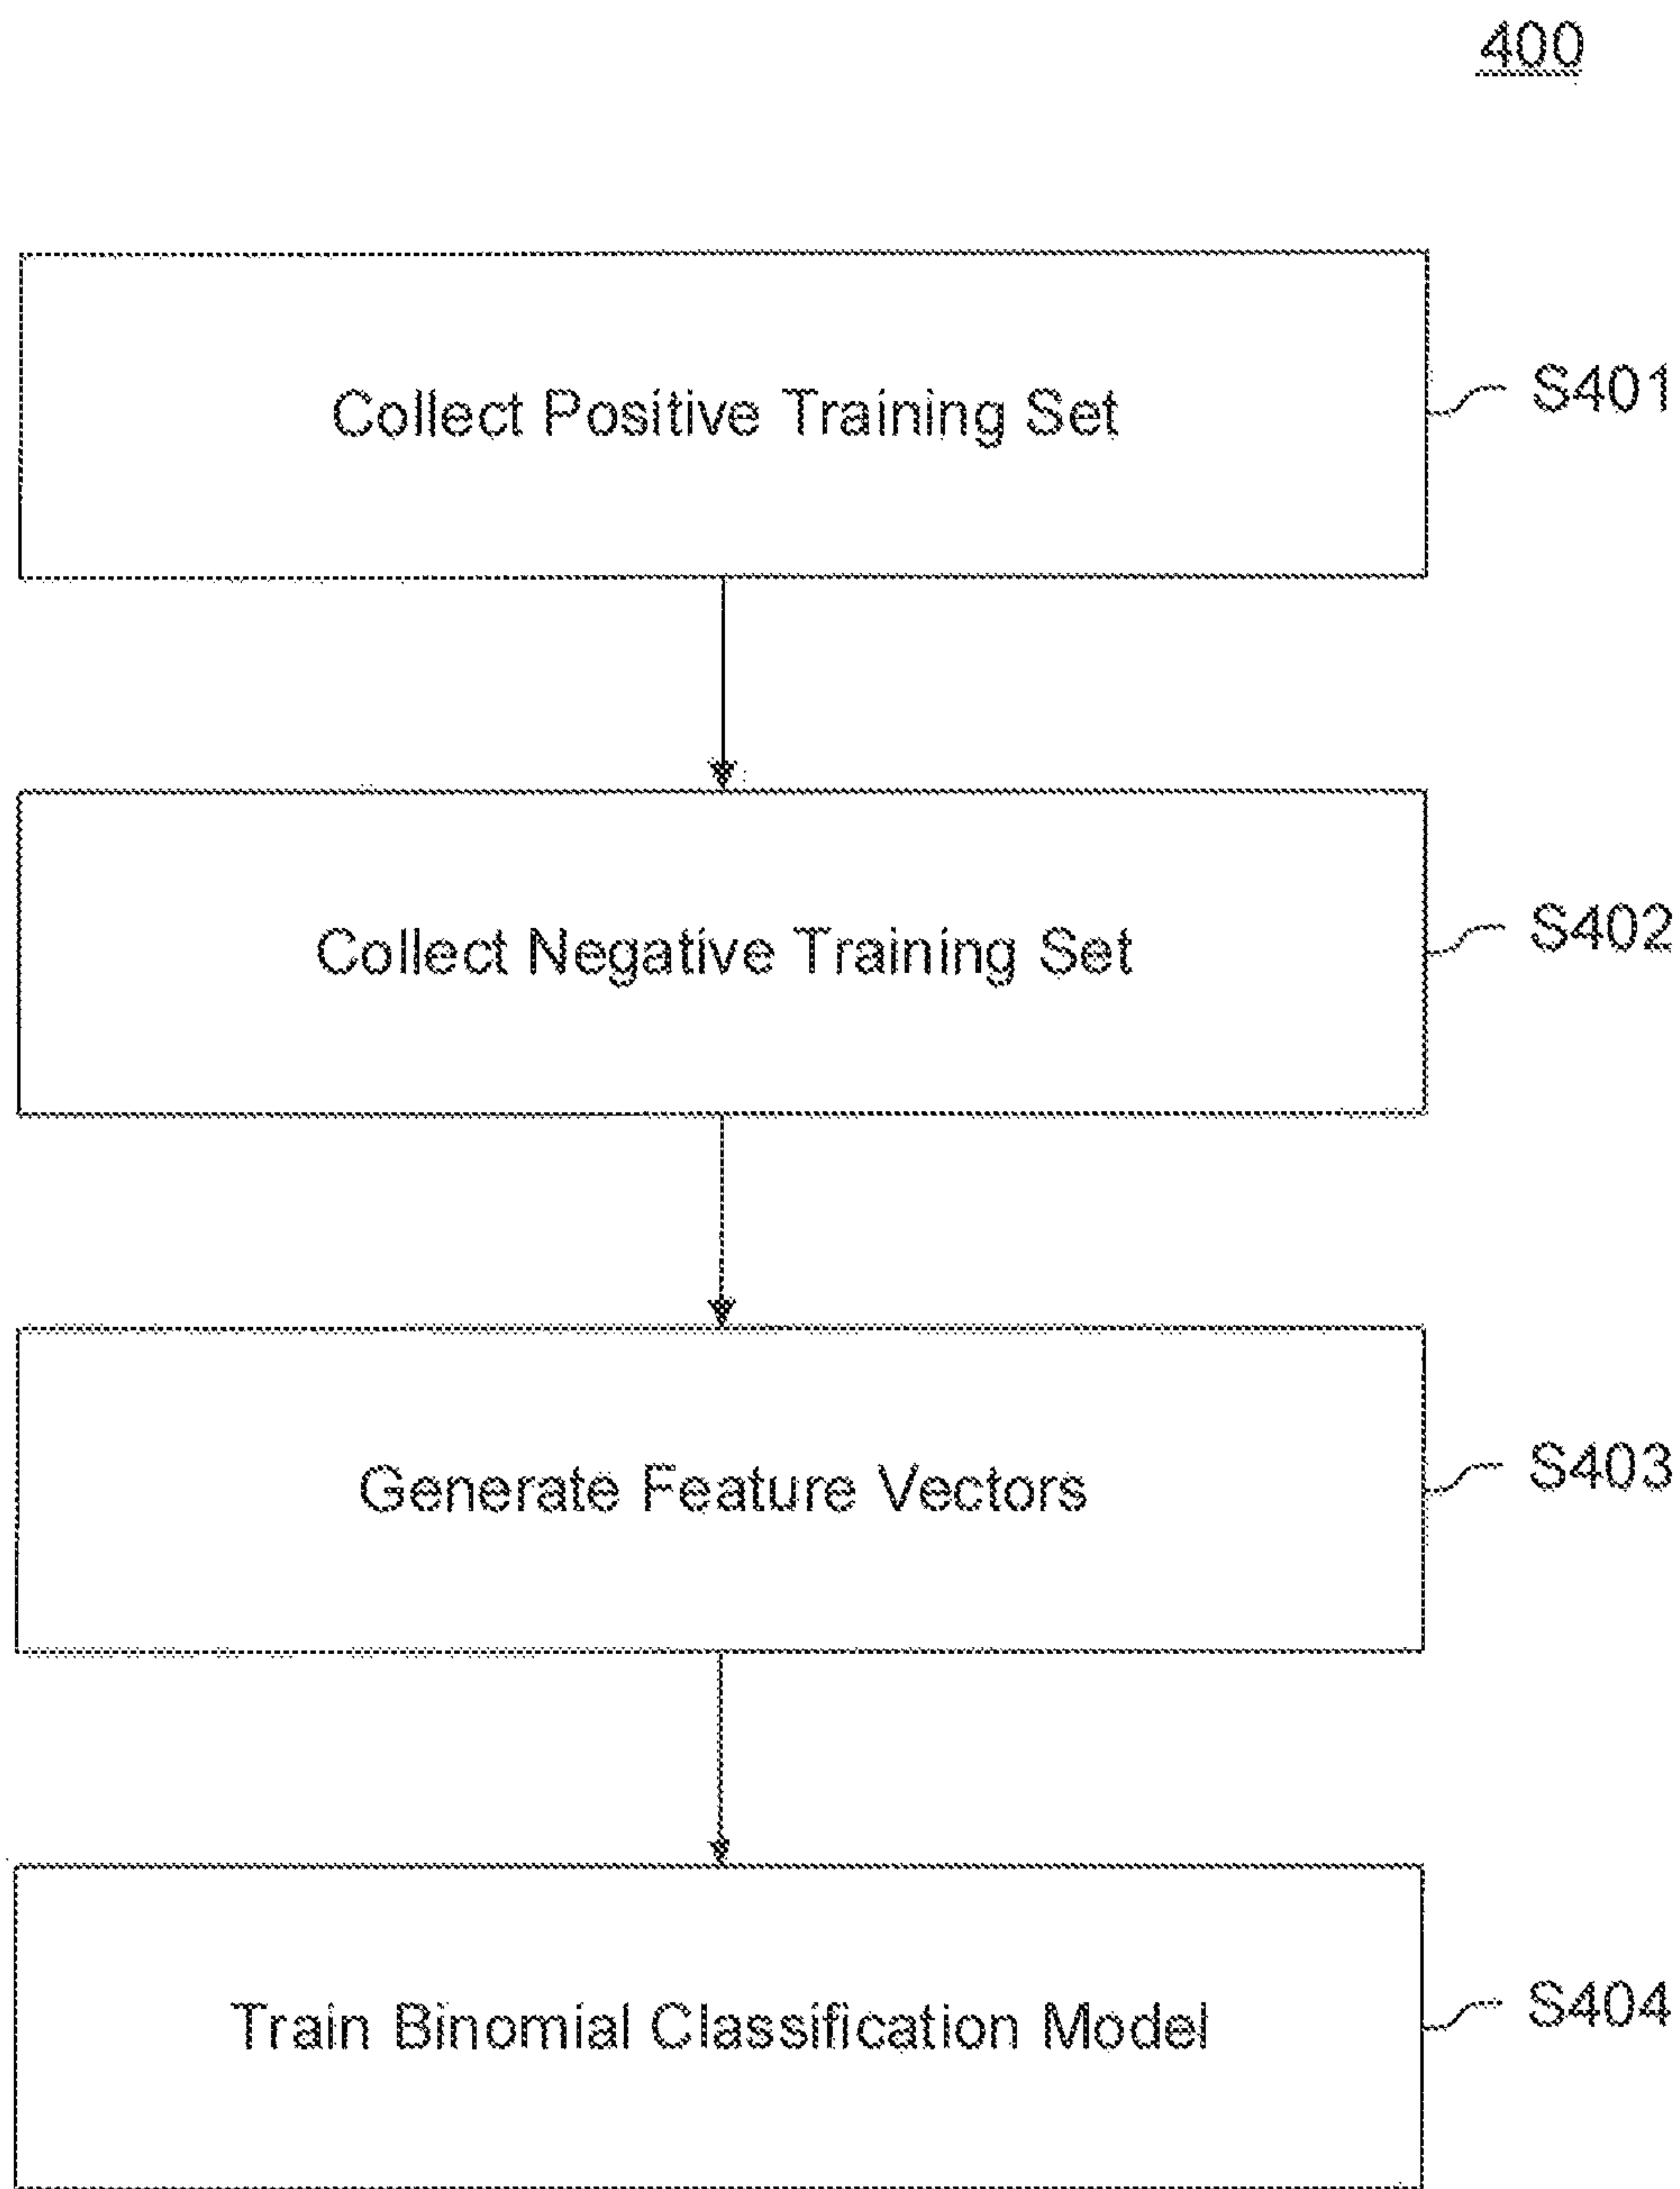 400
Collect Positive Training Set
S401
Collect Negative Training Set
S402
Generate Feature Vectors
S403
Train Binomial Classification Model
S404